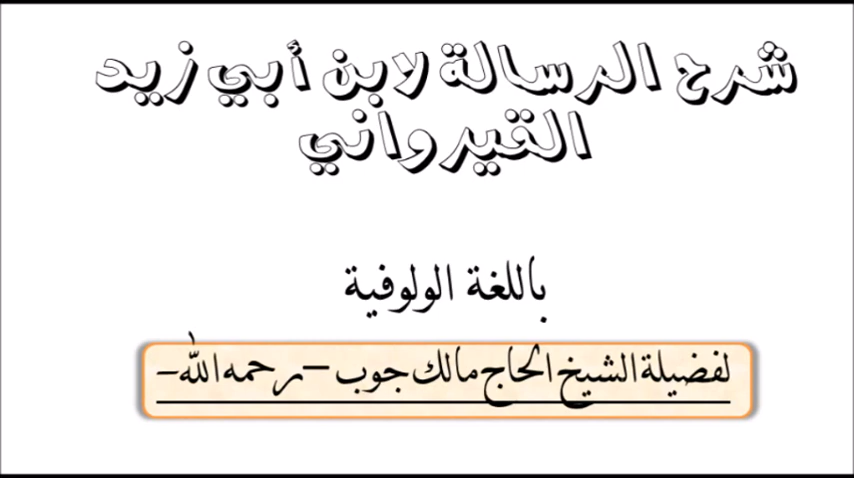 شرح الرسالة لابن أبي زيد
القيرواني
باللغة الولوفية
لفضيلة الشيخ الحاج مالك جوب –رحمه الله-